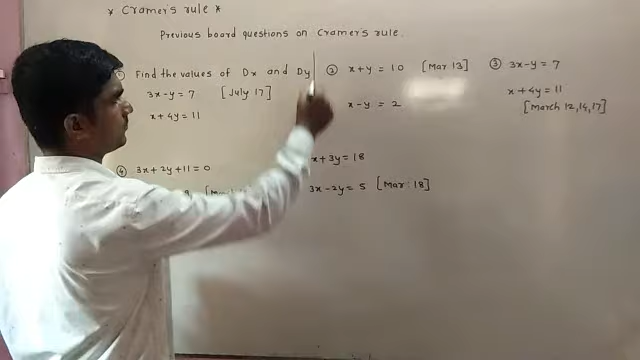 * Cramer's rule *
Previous board questions on Cramer's rule.
① Find the values of Dx and Dy
3x-y = 7 [July 17]
x+4y = 11
② x+y = 10 [Mar 13]
x-y = 2
③ 3x-y = 7
x+4y = 11
[March 12,14,17]
④ 3x+2y+11=0
x+3y = 18
3x-2y = 5 [Mar: 18]